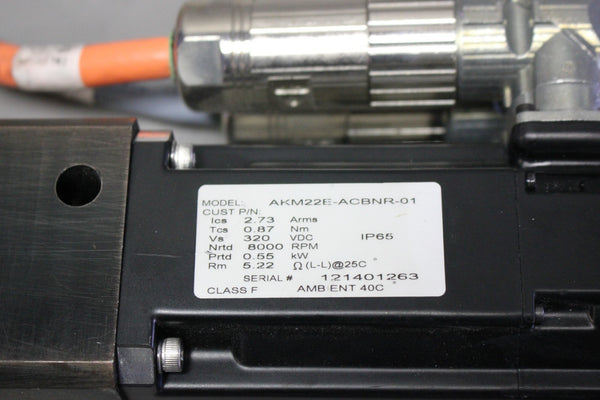 MODEL: AKM22E-ACBNR-01
CUST P/N:
Ics 2.73 Arms
Tcs 0.87 Nm
Vs 320 VDC IP65
Nrtd 8000 RPM
Prtd 0.55 kW
Rm 5.22 Ω (L-L)@25C
SERIAL # 121401263
CLASS F AMBIENT 40C